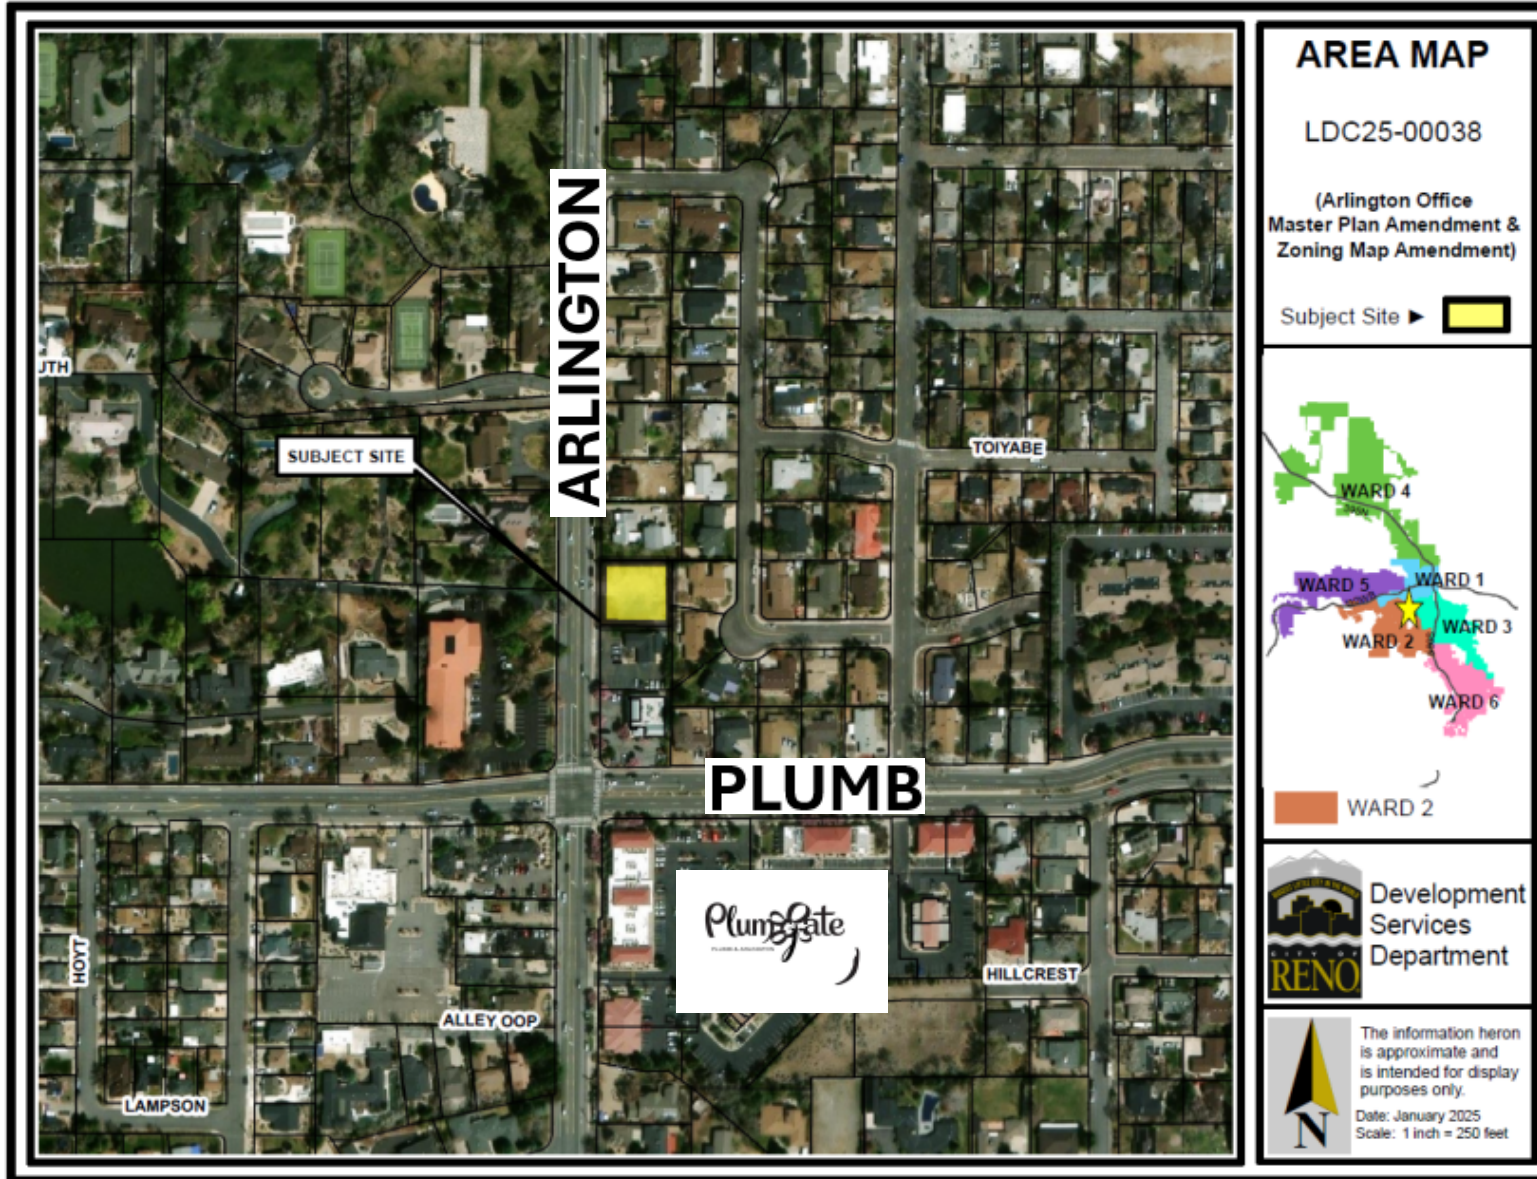 AREA MAP
LDC25-00038
(Arlington Office
Master Plan Amendment &
Zoning Map Amendment)
Subject Site ►
ARLINGTON
UTH
SUBJECT SITE
TOIYABE
PLUMB
PlumGate
HOYT
HILLCREST
ALLEY OOP
LAMPSON
WARD 4
WARD 5
WARD 1
WARD 3
WARD 2
WARD 6
WARD 2
CITY OF
RENO
Development
Services
Department
N
The information heron
is approximate and
is intended for display
purposes only.
Date: January 2025
Scale: 1 inch = 250 feet